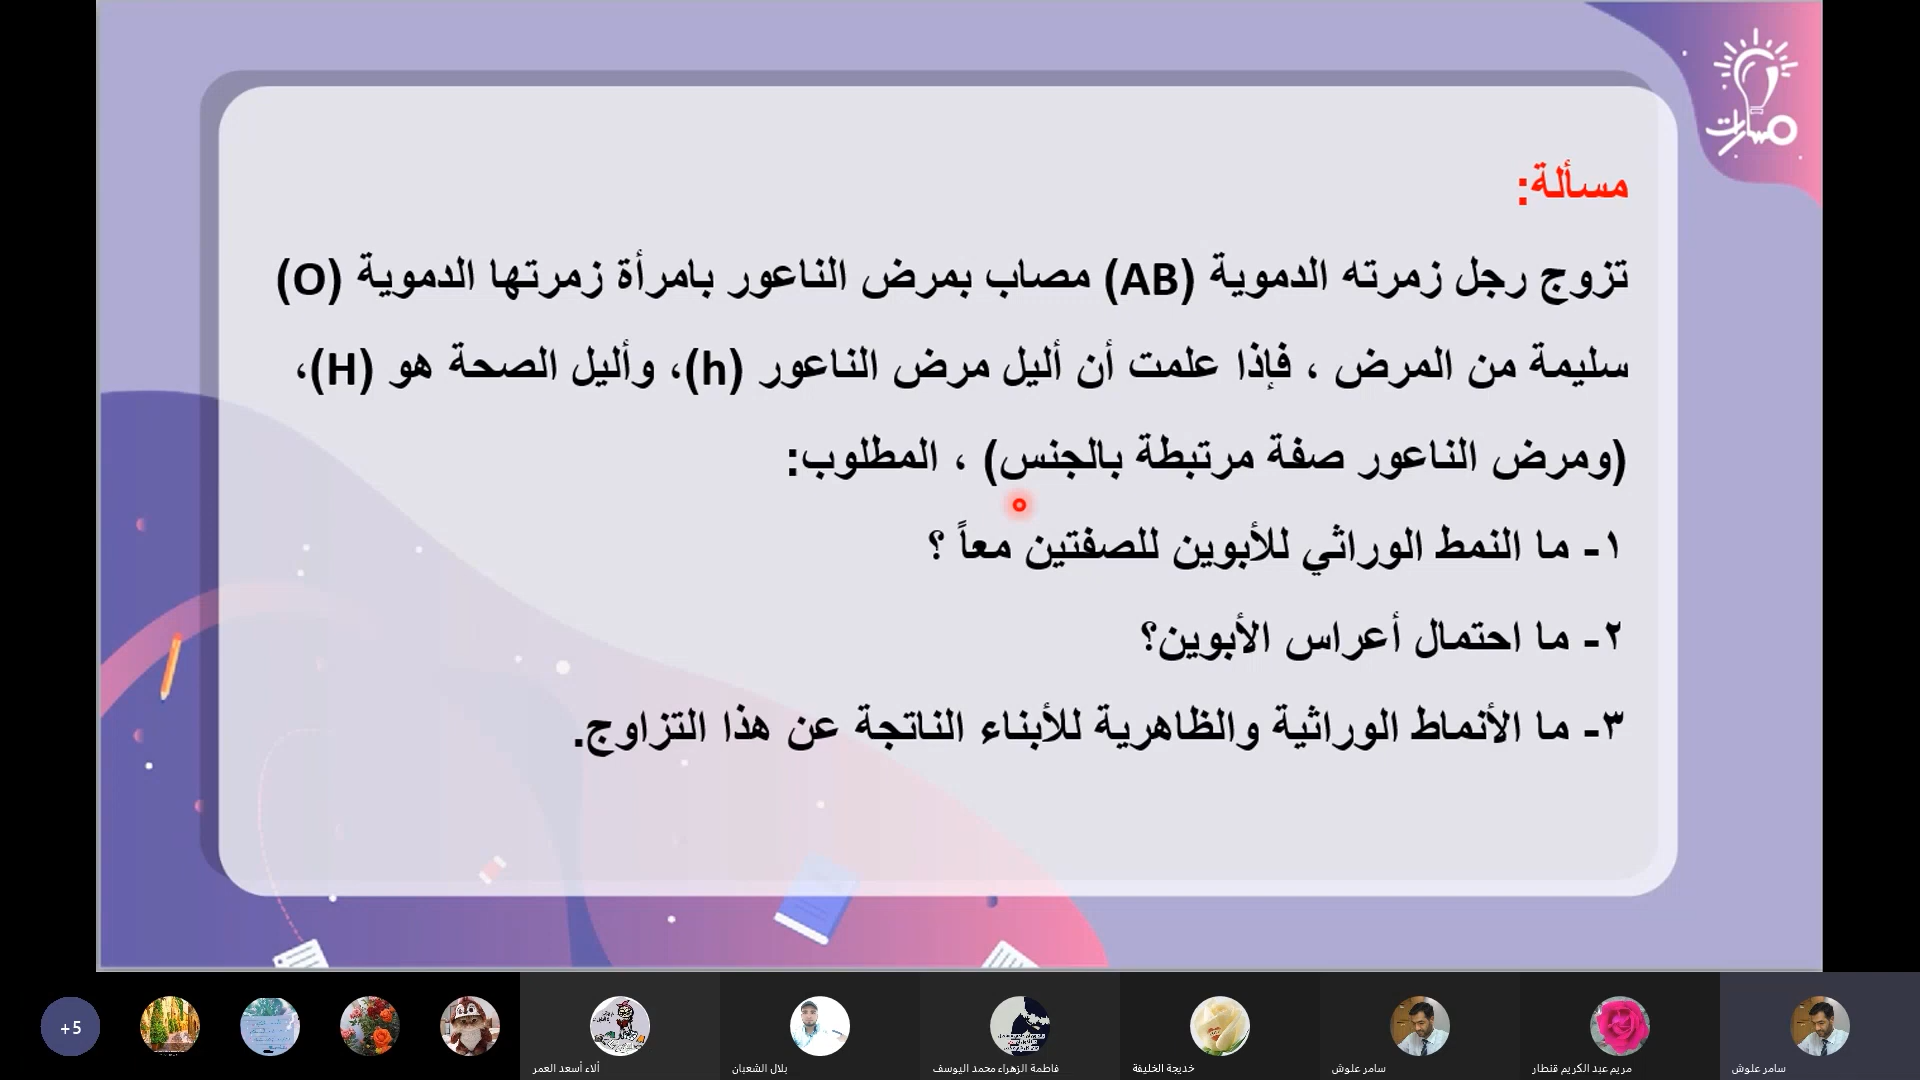 مسارات
مسألة:
تزوج رجل زمرته الدموية (AB) مصاب بمرض الناعور بامرأة زمرتها الدموية (O)
سليمة من المرض ، فإذا علمت أن أليل مرض الناعور (h)، وأليل الصحة هو (H)،
(ومرض الناعور صفة مرتبطة بالجنس) ، المطلوب:
١- ما النمط الوراثي للأبوين للصفتين معاً ؟
٢- ما احتمال أعراس الأبوين؟
٣- ما الأنماط الوراثية والظاهرية للأبناء الناتجة عن هذا التزاوج.
+5
ألاء أسعد العمر
بلال الشعبان
فاطمة الزهراء محمد اليوسف
خديجة الخليفة
سامر علوش
مريم عبد الكريم قنطار
سامر علوش